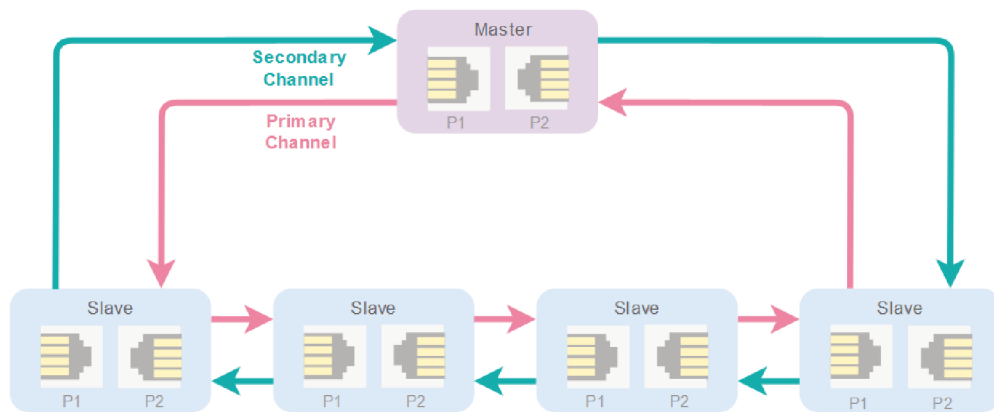 Master
Secondary
Channel
P1 P2
Primary
Channel
Slave
P1 P2
Slave
P1 P2
Slave
P1 P2
Slave
P1 P2